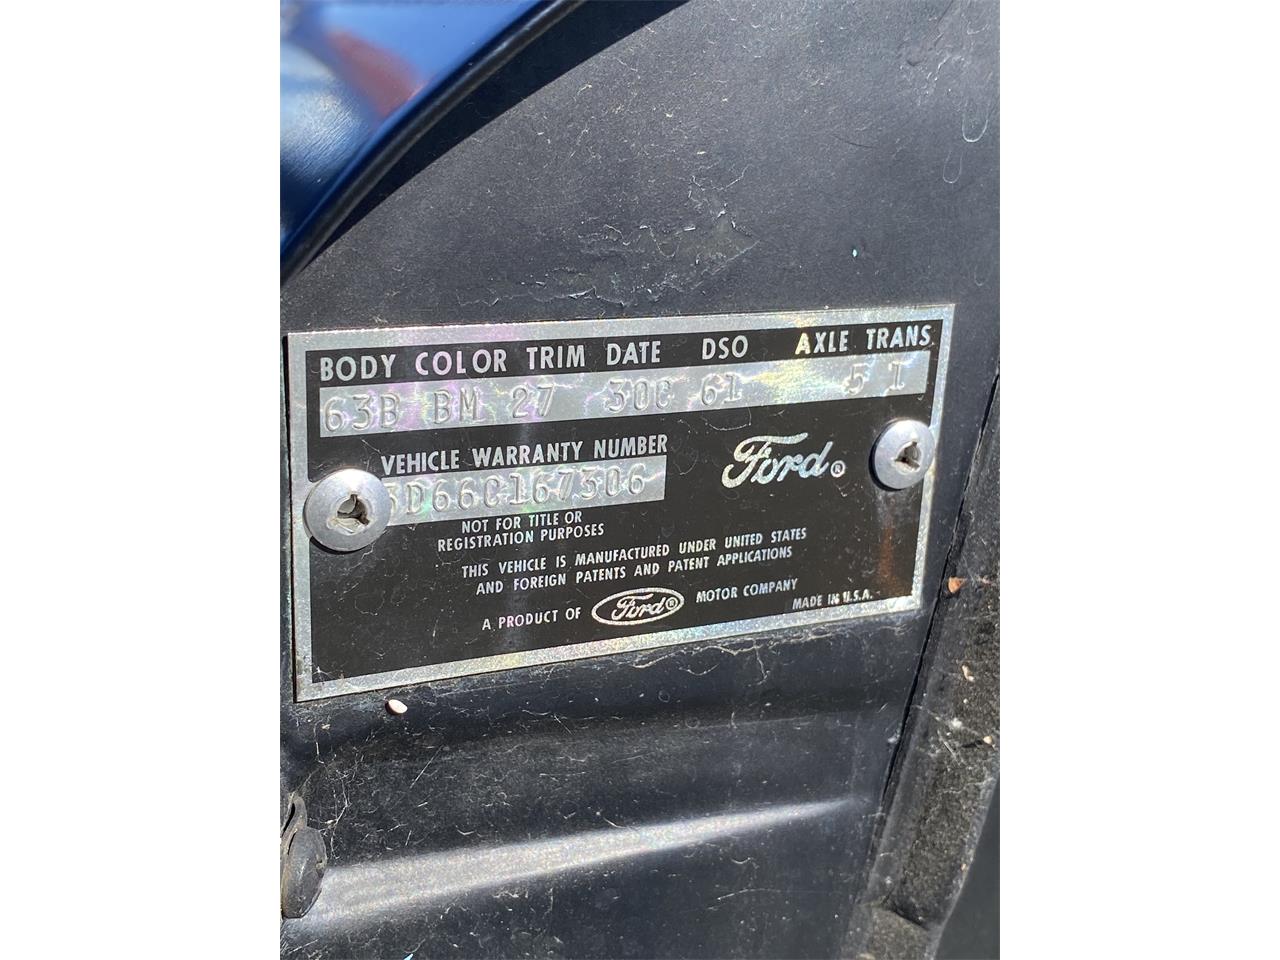 BODY COLOR TRIM DATE DSO AXLE TRANS
63B BM 27 30C 61 5 1
VEHICLE WARRANTY NUMBER
3D66C167306
Ford®
NOT FOR TITLE OR
REGISTRATION PURPOSES
THIS VEHICLE IS MANUFACTURED UNDER UNITED STATES
AND FOREIGN PATENTS AND PATENT APPLICATIONS
A PRODUCT OF Ford® MOTOR COMPANY
MADE IN U.S.A.